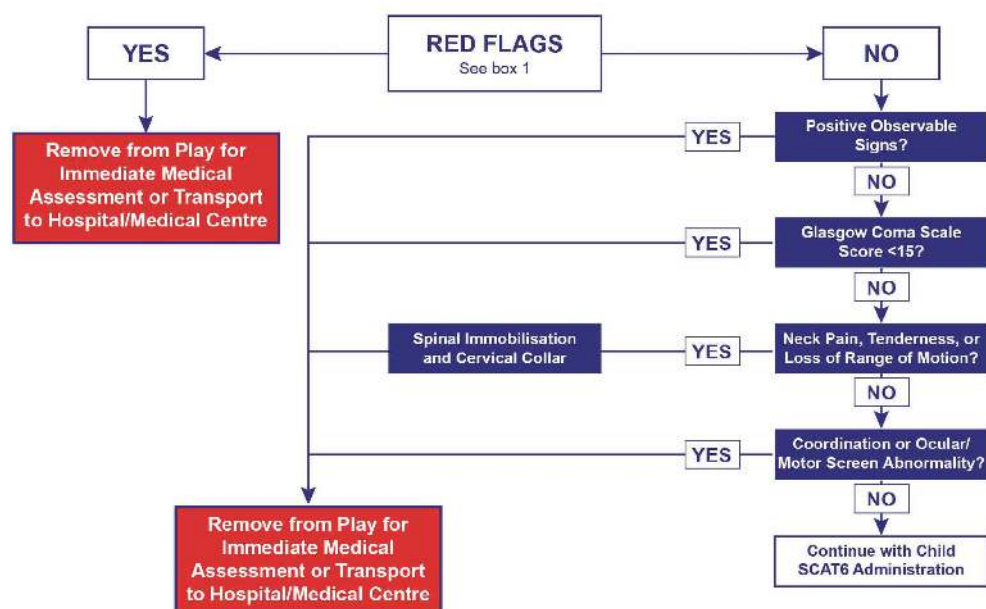 YES
RED FLAGS
See box 1
NO
Remove from Play for
Immediate Medical
Assessment or Transport
to Hospital/Medical Centre
YES
Positive Observable
Signs?
NO
YES
Glasgow Coma Scale
Score <15?
NO
Spinal Immobilisation
and Cervical Collar
YES
Neck Pain, Tenderness, or
Loss of Range of Motion?
NO
YES
Coordination or Ocular/
Motor Screen Abnormality?
NO
Remove from Play for
Immediate Medical
Assessment or Transport
to Hospital/Medical Centre
Continue with Child
SCAT6 Administration